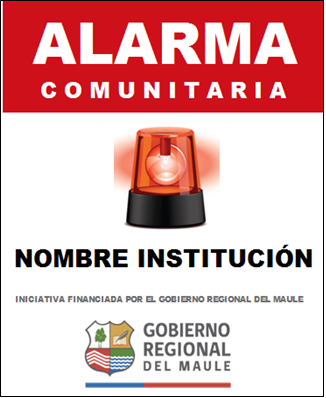 ALARMA
COMUNITARIA
NOMBRE INSTITUCIÓN
INICIATIVA FINANCIADA POR EL GOBIERNO REGIONAL DEL MAULE
GOBIERNO
REGIONAL
DEL MAULE